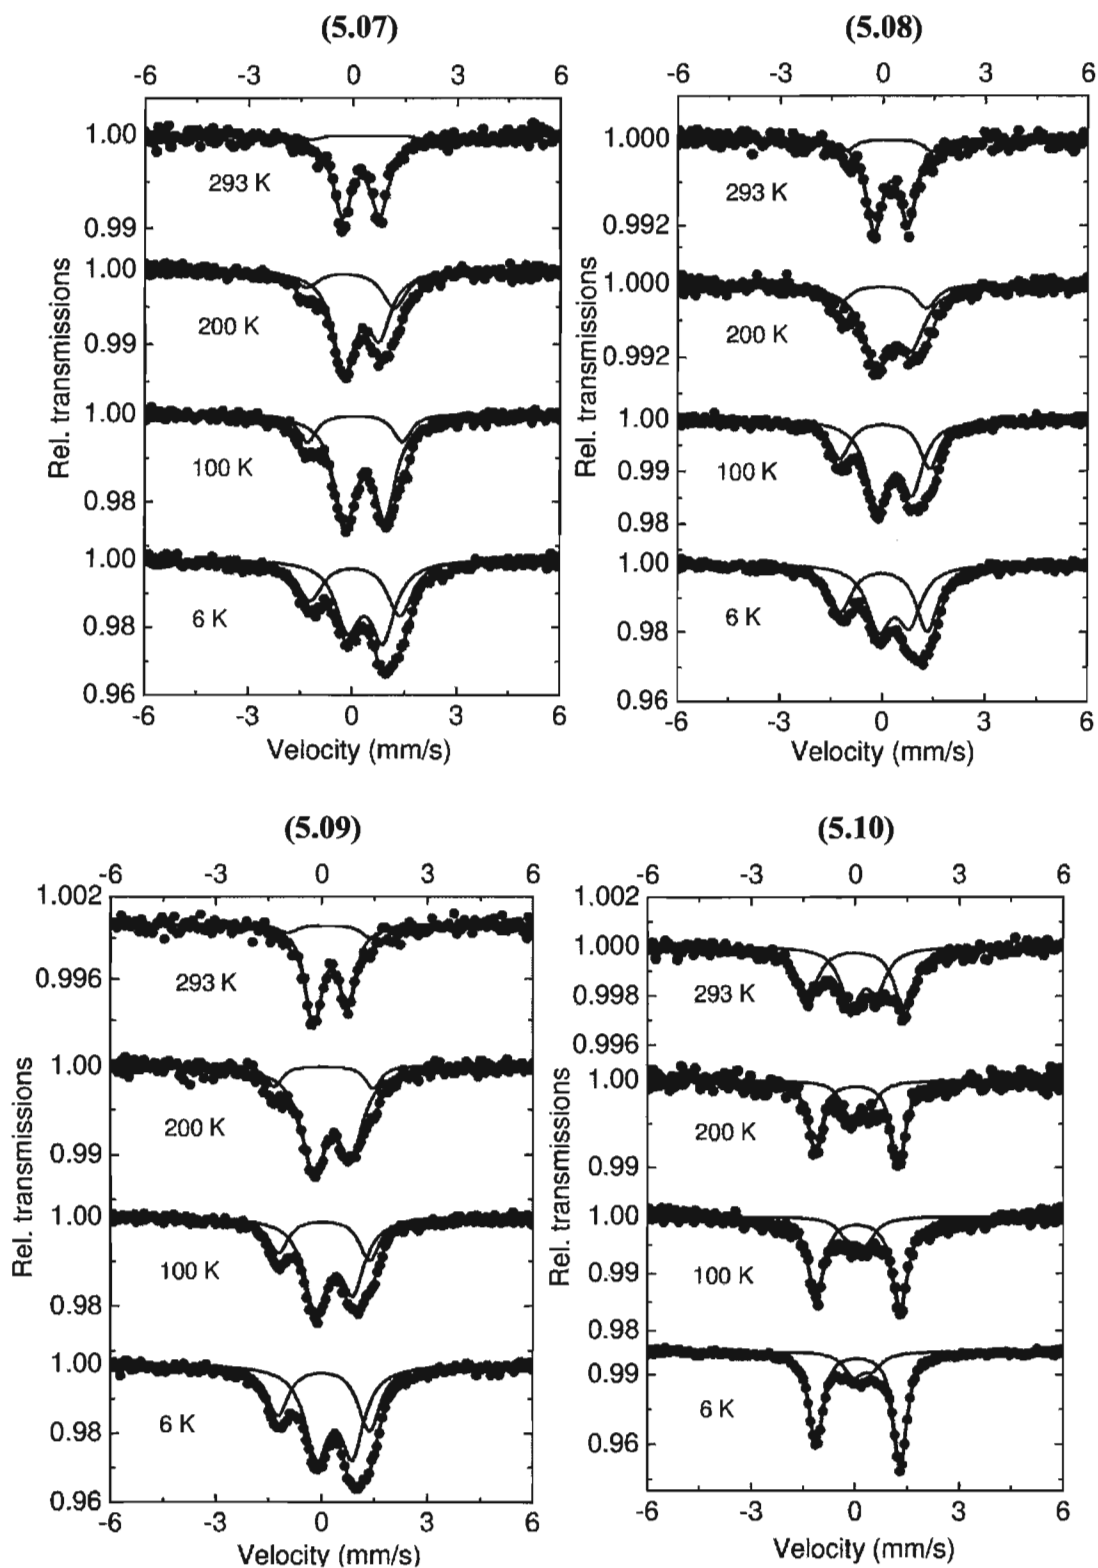 (5.07)
-6 -3 0 3 6
1.00
293 K
0.99
1.00
200 K
0.99
1.00
100 K
0.98
1.00
6 K
0.98
0.96
-6 -3 0 3 6
Velocity (mm/s)
Rel. transmissions
(5.08)
-6 -3 0 3 6
1.000
293 K
0.992
1.000
200 K
0.992
1.00
100 K
0.99
0.98
1.00
6 K
0.98
0.96
-6 -3 0 3 6
Velocity (mm/s)
Rel. transmissions
(5.09)
-6 -3 0 3 6
1.002
0.996
293 K
1.00
200 K
0.99
1.00
100 K
0.98
1.00
6 K
0.98
0.96
-6 -3 0 3 6
Velocity (mm/s)
Rel. transmissions
(5.10)
-6 -3 0 3 6
1.002
1.000
293 K
0.998
0.996
1.00
200 K
0.99
1.00
100 K
0.99
0.98
0.99
6 K
0.96
-6 -3 0 3 6
Velocity (mm/s)
Rel. transmissions